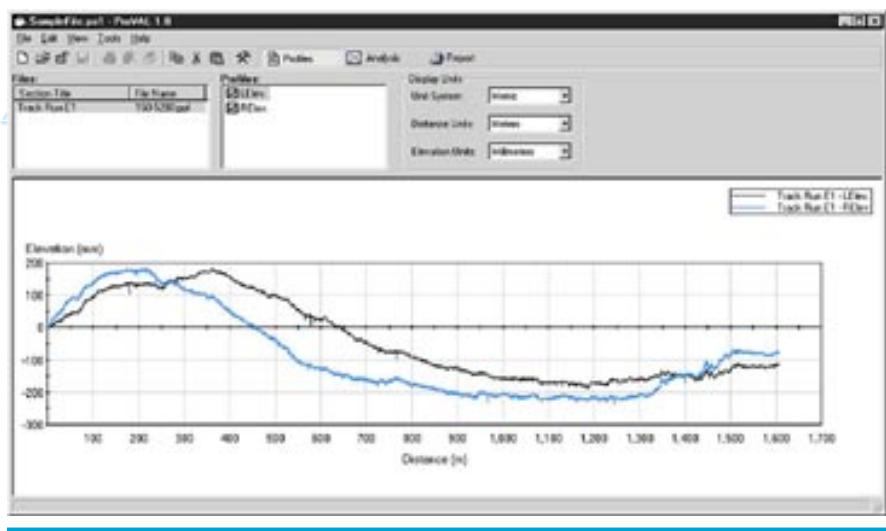 SampleFile.pe1 - ProVAL 1.0
File Edit View Tools Help
Profiles Analysis Report
Files:
Section Title File Name
Track Run E1
Profiles:
LElev
RElev
Display Units
Unit System: Metric
Distance Units: Meters
Elevation Units: Millimeters
Track Run E1 - LElev
Track Run E1 - RElev
Elevation (mm)
200
100
0
-100
-200
-300
100 200 300 400 500 600 700 800 900 1,000 1,100 1,200 1,300 1,400 1,500 1,600 1,700
Distance (m)